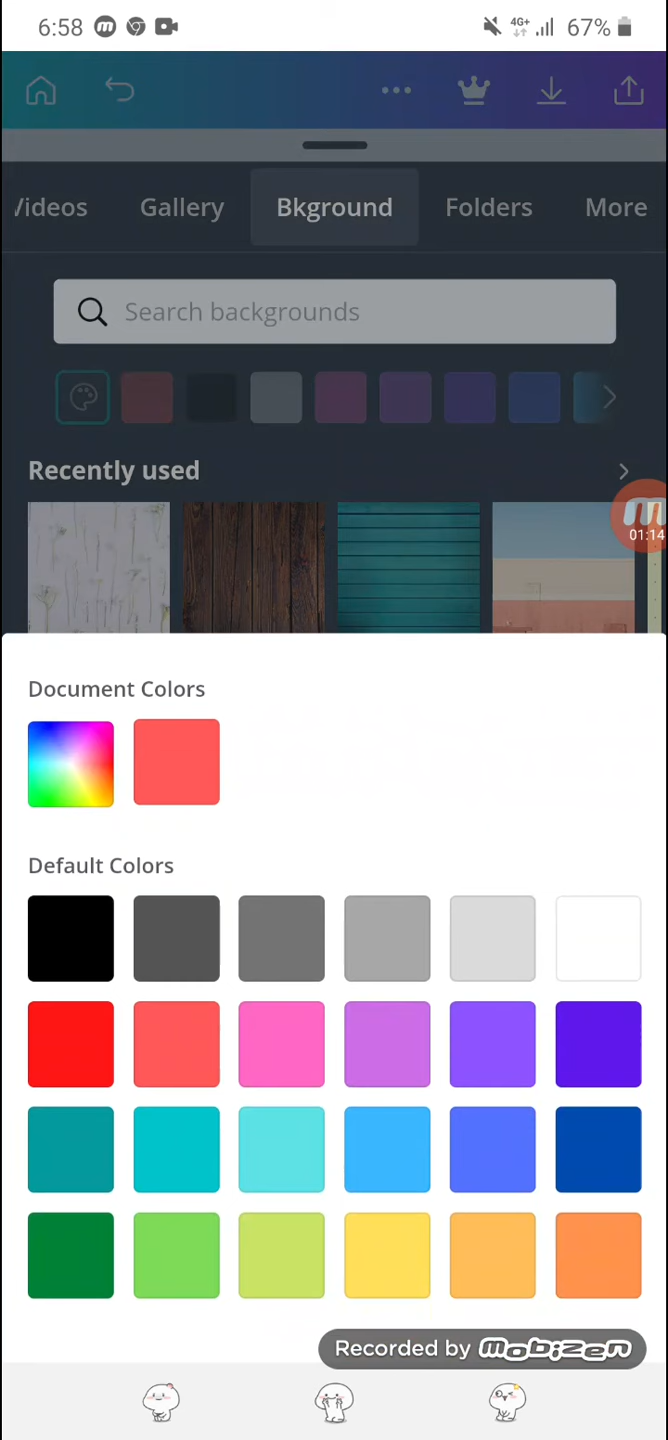 6:58
4G+
67%
Videos
Gallery
Bkground
Folders
More
Search backgrounds
Recently used
01:14
Document Colors
Default Colors
Recorded by mobizen